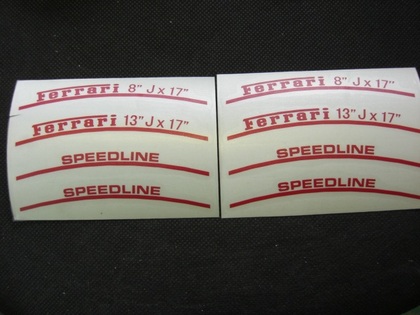 Ferrari 8" J x 17"
Ferrari 13" J x 17"
SPEEDLINE
SPEEDLINE
Ferrari 8" J x 17"
Ferrari 13" J x 17"
SPEEDLINE
SPEEDLINE